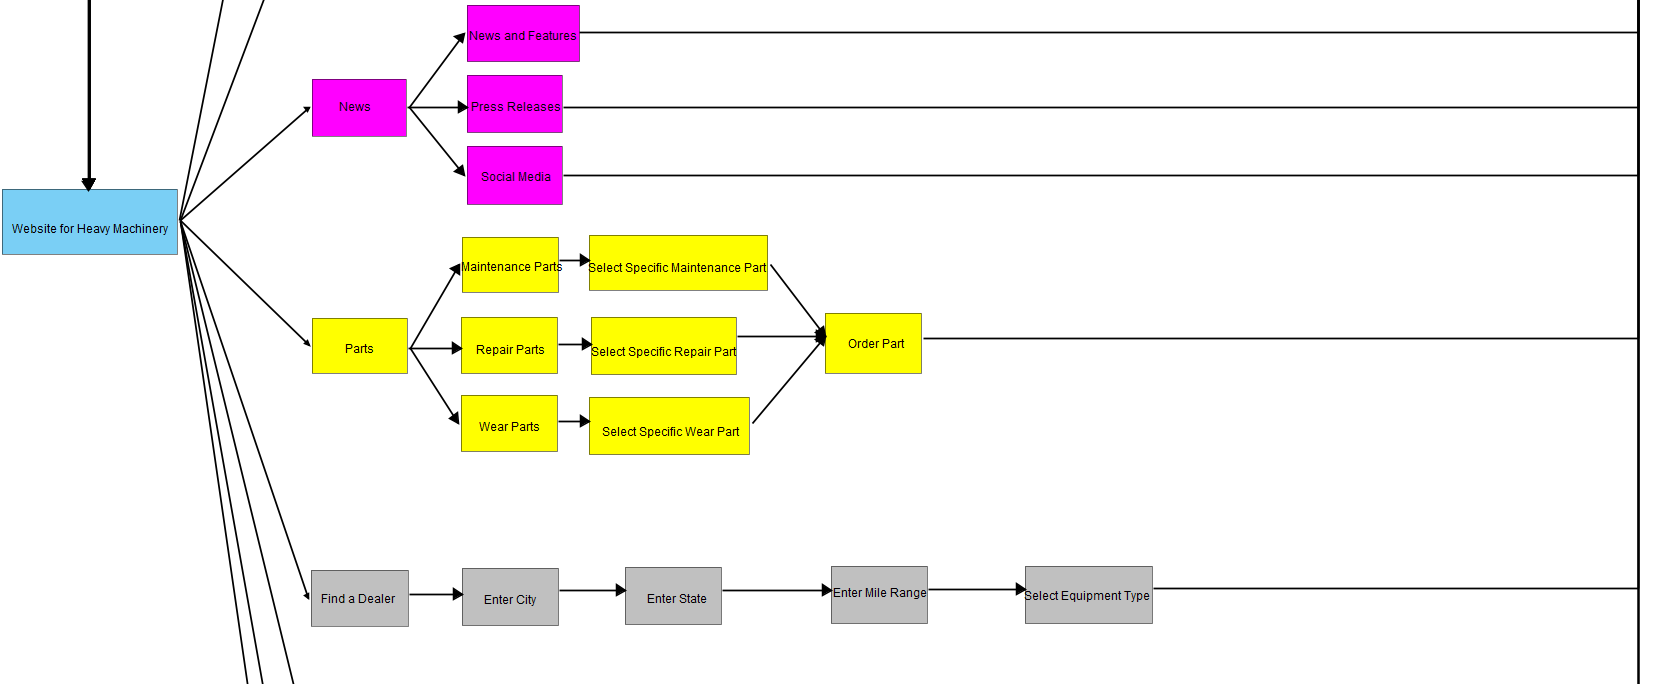 News and Features
News
Press Releases
Social Media
Website for Heavy Machinery
Maintenance Parts
Select Specific Maintenance Part
Parts
Repair Parts
Select Specific Repair Part
Order Part
Wear Parts
Select Specific Wear Part
Find a Dealer
Enter City
Enter State
Enter Mile Range
Select Equipment Type